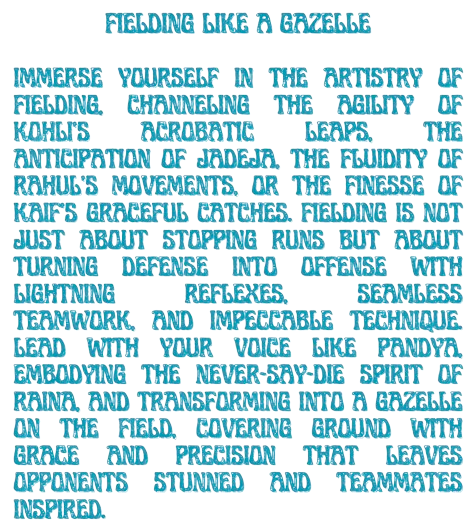 FIELDING LIKE A GAZELLE
IMMERSE YOURSELF IN THE ARTISTRY OF
FIELDING, CHANNELING THE AGILITY OF
KOHLI'S ACROBATIC LEAPS, THE
ANTICIPATION OF JADEJA, THE FLUIDITY OF
RAHUL'S MOVEMENTS, OR THE FINESSE OF
KAIF'S GRACEFUL CATCHES. FIELDING IS NOT
JUST ABOUT STOPPING RUNS BUT ABOUT
TURNING DEFENSE INTO OFFENSE WITH
LIGHTNING REFLEXES, SEAMLESS
TEAMWORK, AND IMPECCABLE TECHNIQUE.
LEAD WITH YOUR VOICE LIKE PANDYA,
EMBODYING THE NEVER-SAY-DIE SPIRIT OF
RAINA, AND TRANSFORMING INTO A GAZELLE
ON THE FIELD, COVERING GROUND WITH
GRACE AND PRECISION THAT LEAVES
OPPONENTS STUNNED AND TEAMMATES
INSPIRED.